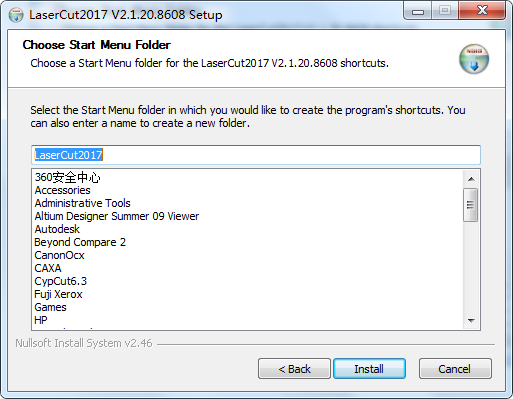 LaserCut2017 V2.1.20.8608 Setup
Choose Start Menu Folder
Choose a Start Menu folder for the LaserCut2017 V2.1.20.8608 shortcuts.
Select the Start Menu folder in which you would like to create the program's shortcuts. You
can also enter a name to create a new folder.
LaserCut2017
360安全中心
Accessories
Administrative Tools
Altium Designer Summer 09 Viewer
Autodesk
Beyond Compare 2
CanonOcx
CAXA
CypCut6.3
Fuji Xerox
Games
HP
Nullsoft Install System v2.46
< Back
Install
Cancel